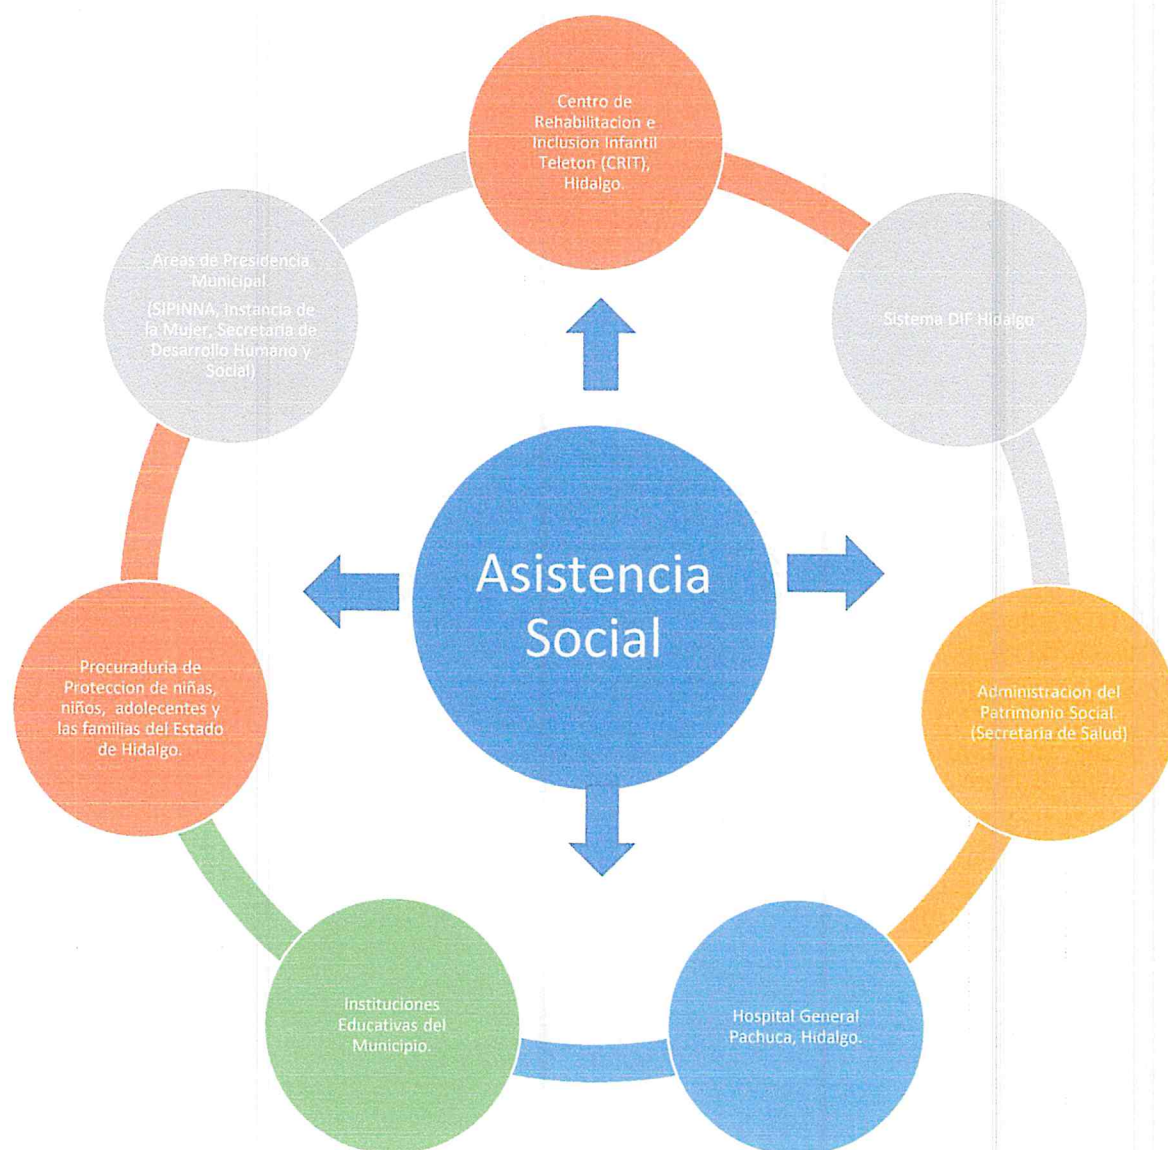 Centro de
Rehabilitacion e
Inclusion Infantil
Teleton (CRIT),
Hidalgo.
Sistema DIF Hidalgo
Administracion del
Patrimonio Social
(Secretaria de Salud)
Hospital General
Pachuca, Hidalgo.
Instituciones
Educativas del
Municipio.
Procuraduria de
Proteccion de niñas,
niños, adolecentes y
las familias del Estado
de Hidalgo.
Areas de Presidencia
Municipal
(SIPINNA, Instancia de
la Mujer, Secretaria de
Desarrollo Humano y
Social)
Asistencia
Social